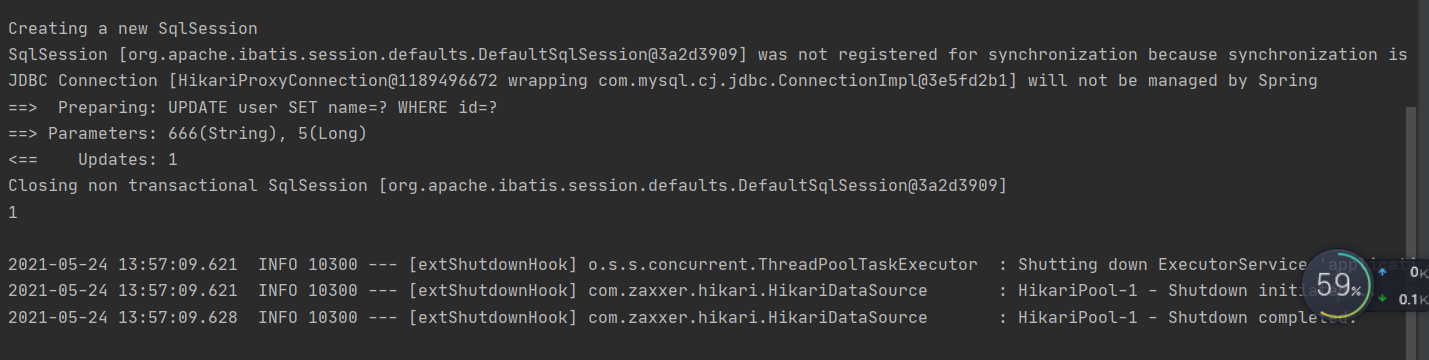 Creating a new SqlSession
SqlSession [org.apache.ibatis.session.defaults.DefaultSqlSession@3a2d3909] was not registered for synchronization because synchronization is
JDBC Connection [HikariProxyConnection@1189496672 wrapping com.mysql.cj.jdbc.ConnectionImpl@3e5fd2b1] will not be managed by Spring
==>  Preparing: UPDATE user SET name=? WHERE id=?
==> Parameters: 666(String), 5(Long)
<==    Updates: 1
Closing non transactional SqlSession [org.apache.ibatis.session.defaults.DefaultSqlSession@3a2d3909]
1
2021-05-24 13:57:09.621  INFO 10300 --- [extShutdownHook] o.s.s.concurrent.ThreadPoolTaskExecutor  : Shutting down ExecutorService
2021-05-24 13:57:09.621  INFO 10300 --- [extShutdownHook] com.zaxxer.hikari.HikariDataSource       : HikariPool-1 - Shutdown
2021-05-24 13:57:09.628  INFO 10300 --- [extShutdownHook] com.zaxxer.hikari.HikariDataSource       : HikariPool-1 - Shutdown completed.
59%
0K
0.1K